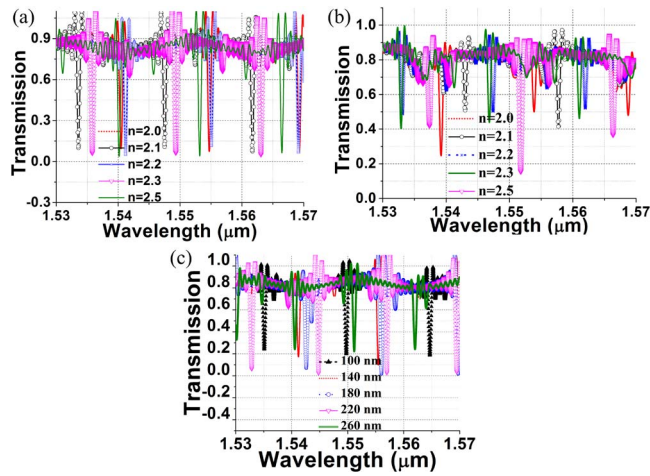 (a)
Transmission
0.9
0.6
0.3
0.0
-0.3
n=2.0
n=2.1
n=2.2
n=2.3
n=2.5
1.53 1.54 1.55 1.56 1.57
Wavelength (μm)
(b)
Transmission
1.0
0.8
0.6
0.4
0.2
0.0
n=2.0
n=2.1
n=2.2
n=2.3
n=2.5
1.53 1.54 1.55 1.56 1.57
Wavelength (μm)
(c)
Transmission
1.0
0.8
0.6
0.4
0.2
0.0
-0.2
-0.4
100 nm
140 nm
180 nm
220 nm
260 nm
1.53 1.54 1.55 1.56 1.57
Wavelength (μm)